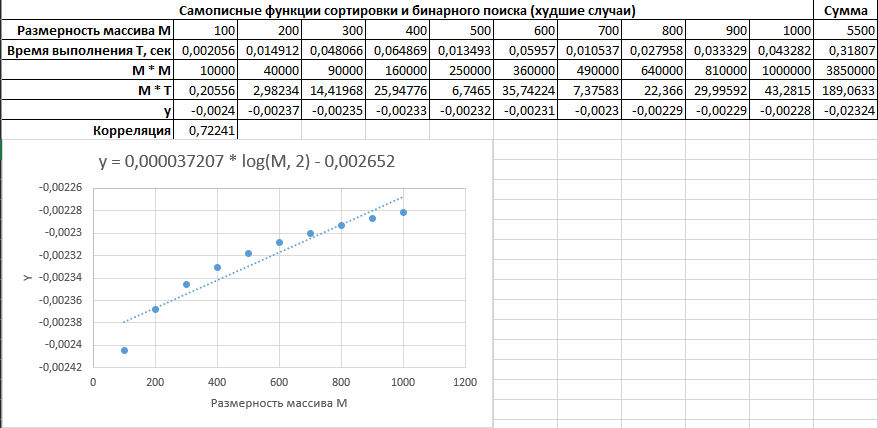 Самописные функции сортировки и бинарного поиска (худшие случаи) Сумма
Размерность массива М 100 200 300 400 500 600 700 800 900 1000 5500
Время выполнения Т, сек 0,002056 0,014912 0,048066 0,064869 0,013493 0,05957 0,010537 0,027958 0,033329 0,043282 0,31807
М * М 10000 40000 90000 160000 250000 360000 490000 640000 810000 1000000 3850000
М * Т 0,20556 2,98234 14,41968 25,94776 6,7465 35,74224 7,37583 22,366 29,99592 43,2815 189,0633
у -0,0024 -0,00237 -0,00235 -0,00233 -0,00232 -0,00231 -0,0023 -0,00229 -0,00229 -0,00228 -0,02324
Корреляция 0,72241
y = 0,000037207 * log(M, 2) - 0,002652
-0,00226
-0,00228
-0,0023
-0,00232
-0,00234
-0,00236
-0,00238
-0,0024
-0,00242
Y
0 200 400 600 800 1000 1200
Размерность массива М